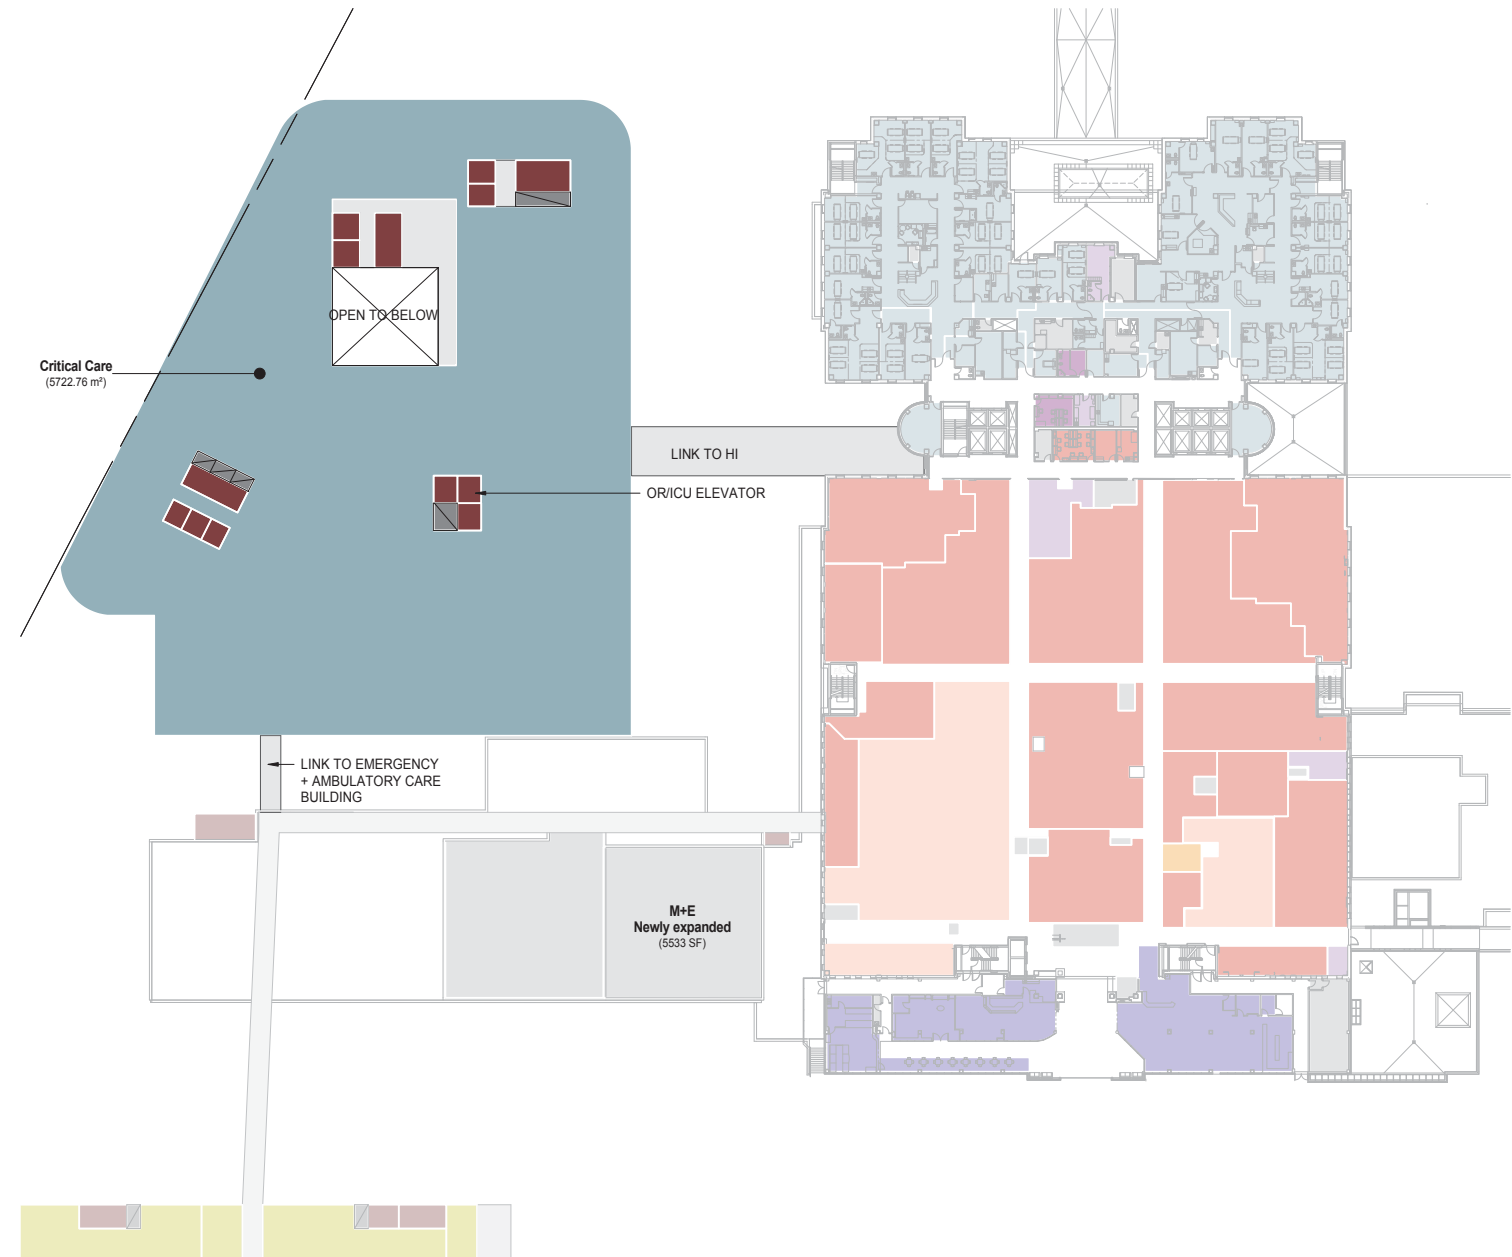 OPEN TO BELOW
Critical Care
(5722.76 m²)
LINK TO HI
OR/ICU ELEVATOR
LINK TO EMERGENCY
+ AMBULATORY CARE
BUILDING
M+E
Newly expanded
(5533 SF)